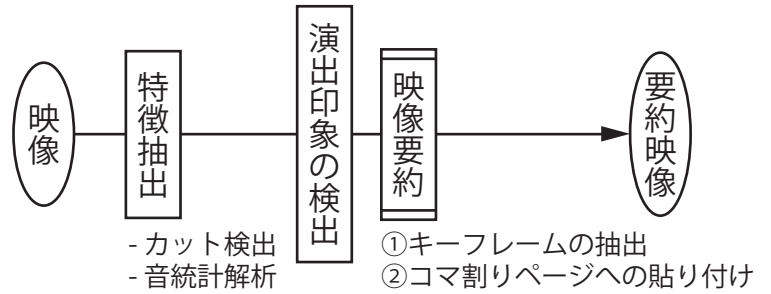 映像
特徴抽出
演出印象の検出
映像要約
要約映像
- カット検出
- 音統計解析
①キーフレームの抽出
②コマ割りページへの貼り付け